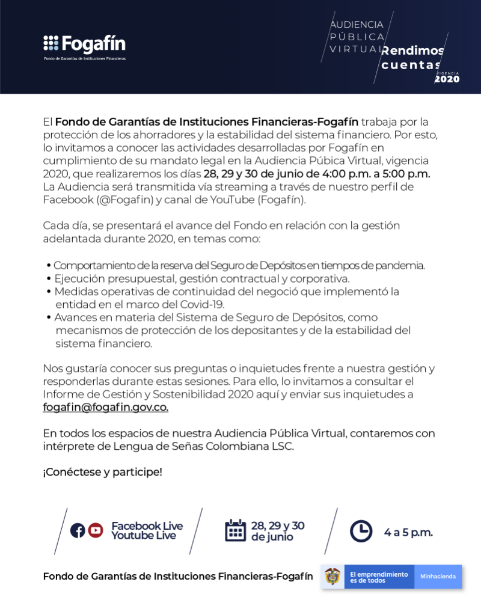 Fogafín
Fondo de Garantías de Instituciones Financieras
AUDIENCIA
PÚBLICA
VIRTUAL
Rendimos
cuentas
VIGENCIA
2020
El Fondo de Garantías de Instituciones Financieras-Fogafín trabaja por la
protección de los ahorradores y la estabilidad del sistema financiero. Por esto,
lo invitamos a conocer las actividades desarrolladas por Fogafín en
cumplimiento de su mandato legal en la Audiencia Púbica Virtual, vigencia
2020, que realizaremos los días 28, 29 y 30 de junio de 4:00 p.m. a 5:00 p.m.
La Audiencia será transmitida vía streaming a través de nuestro perfil de
Facebook (@Fogafin) y canal de YouTube (Fogafín).
Cada día, se presentará el avance del Fondo en relación con la gestión
adelantada durante 2020, en temas como:
• Comportamiento de la reserva del Seguro de Depósitos en tiempos de pandemia.
• Ejecución presupuestal, gestión contractual y corporativa.
• Medidas operativas de continuidad del negoció que implementó la
entidad en el marco del Covid-19.
• Avances en materia del Sistema de Seguro de Depósitos, como
mecanismos de protección de los depositantes y de la estabilidad del
sistema financiero.
Nos gustaría conocer sus preguntas o inquietudes frente a nuestra gestión y
responderlas durante estas sesiones. Para ello, lo invitamos a consultar el
Informe de Gestión y Sostenibilidad 2020 aquí y enviar sus inquietudes a
fogafin@fogafin.gov.co.
En todos los espacios de nuestra Audiencia Pública Virtual, contaremos con
intérprete de Lengua de Señas Colombiana LSC.
¡Conéctese y participe!
Facebook Live
Youtube Live
28, 29 y 30
de junio
4 a 5 p.m.
Fondo de Garantías de Instituciones Financieras-Fogafín
El emprendimiento
es de todos
Minhacienda